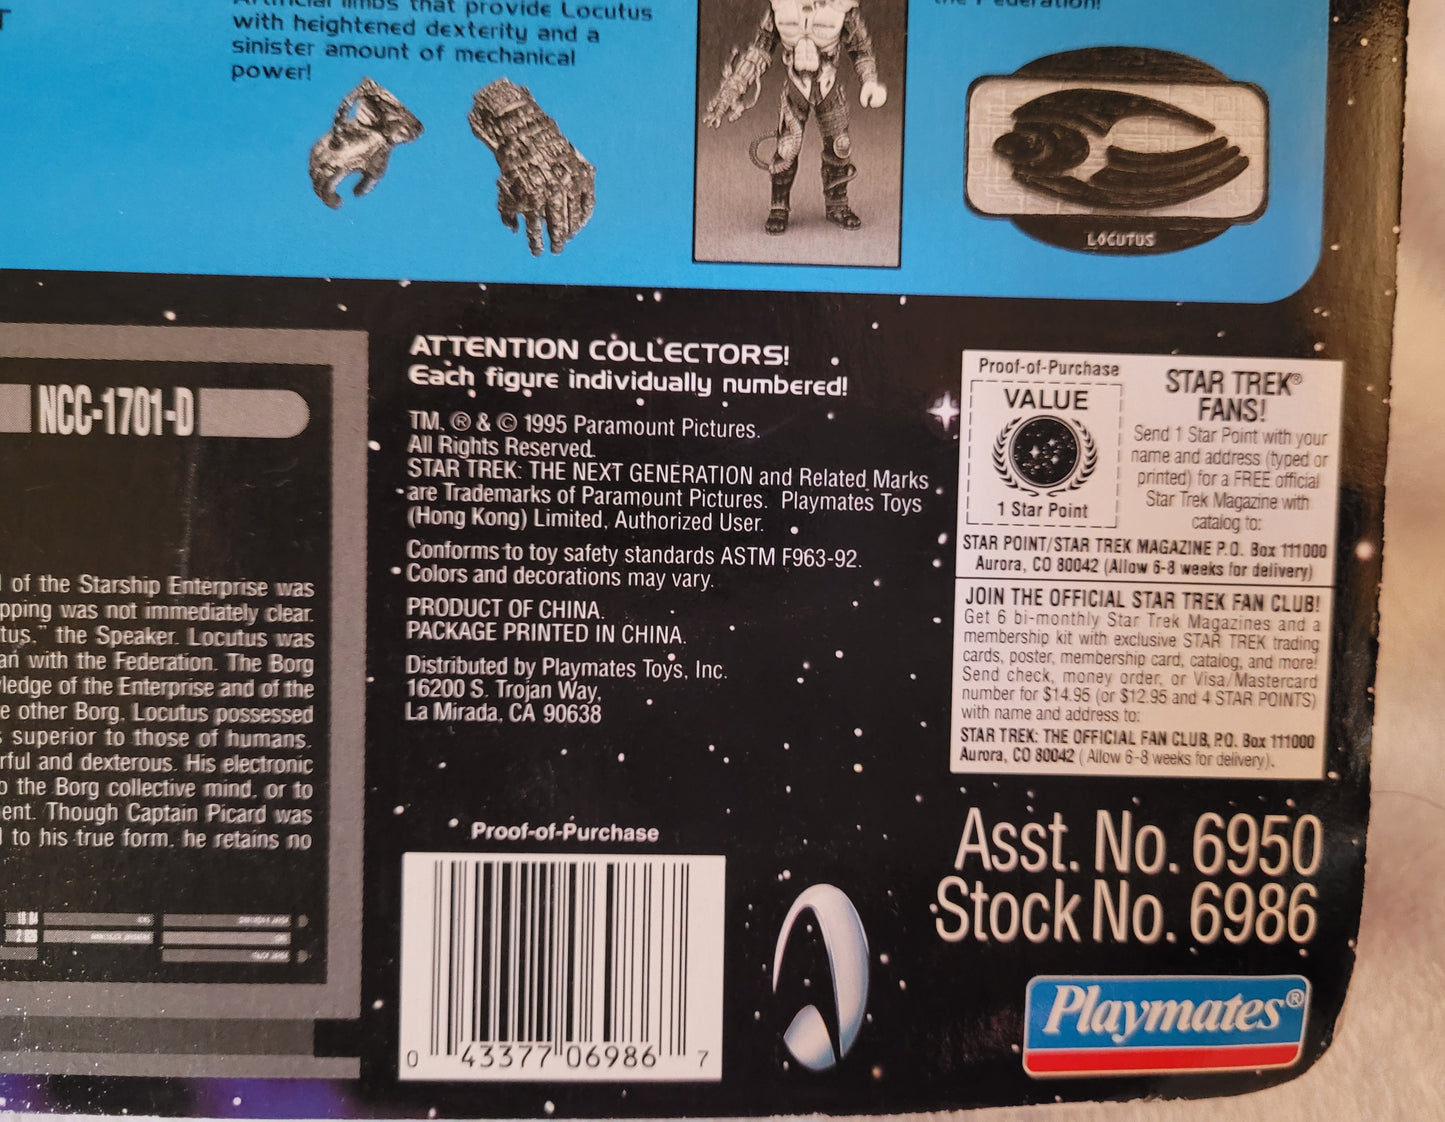 limbs that provide Locutus
with heightened dexterity and a
sinister amount of mechanical
power!
LOCUTUS
NCC-1701-D
of the Starship Enterprise was
was not immediately clear.
the Speaker. Locutus was
with the Federation. The Borg
of the Enterprise and of the
other Borg, Locutus possessed
superior to those of humans.
and dexterous. His electronic
the Borg collective mind, or to
Though Captain Picard was
to his true form, he retains no
ATTENTION COLLECTORS!
Each figure individually numbered!
TM, ® & © 1995 Paramount Pictures.
All Rights Reserved.
STAR TREK: THE NEXT GENERATION and Related Marks
are Trademarks of Paramount Pictures. Playmates Toys
(Hong Kong) Limited, Authorized User.
Conforms to toy safety standards ASTM F963-92.
Colors and decorations may vary.
PRODUCT OF CHINA.
PACKAGE PRINTED IN CHINA.
Distributed by Playmates Toys, Inc.
16200 S. Trojan Way,
La Mirada, CA 90638
Proof-of-Purchase
0 43377 06986 7
Proof-of-Purchase
VALUE
1 Star Point
STAR TREK®
FANS!
Send 1 Star Point with your
name and address (typed or
printed) for a FREE official
Star Trek Magazine with
catalog to:
STAR POINT/STAR TREK MAGAZINE P.O. Box 111000
Aurora, CO 80042 (Allow 6-8 weeks for delivery)
JOIN THE OFFICIAL STAR TREK FAN CLUB!
Get 6 bi-monthly Star Trek Magazines and a
membership kit with exclusive STAR TREK trading
cards, poster, membership card, catalog, and more!
Send check, money order, or Visa/Mastercard
number for $14.95 (or $12.95 and 4 STAR POINTS)
with name and address to:
STAR TREK: THE OFFICIAL FAN CLUB, P.O. Box 111000
Aurora, CO 80042 (Allow 6-8 weeks for delivery).
Asst. No. 6950
Stock No. 6986
Playmates®